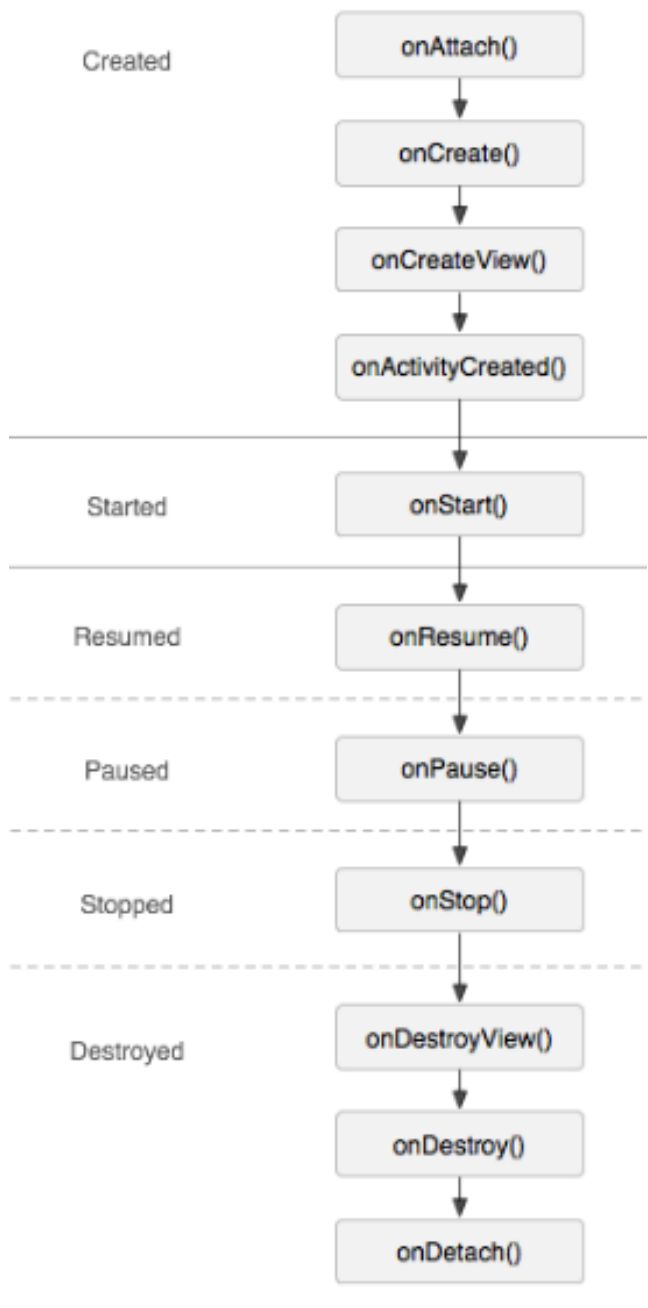 Created
onAttach()
onCreate()
onCreateView()
onActivityCreated()
Started
onStart()
Resumed
onResume()
Paused
onPause()
Stopped
onStop()
Destroyed
onDestroyView()
onDestroy()
onDetach()